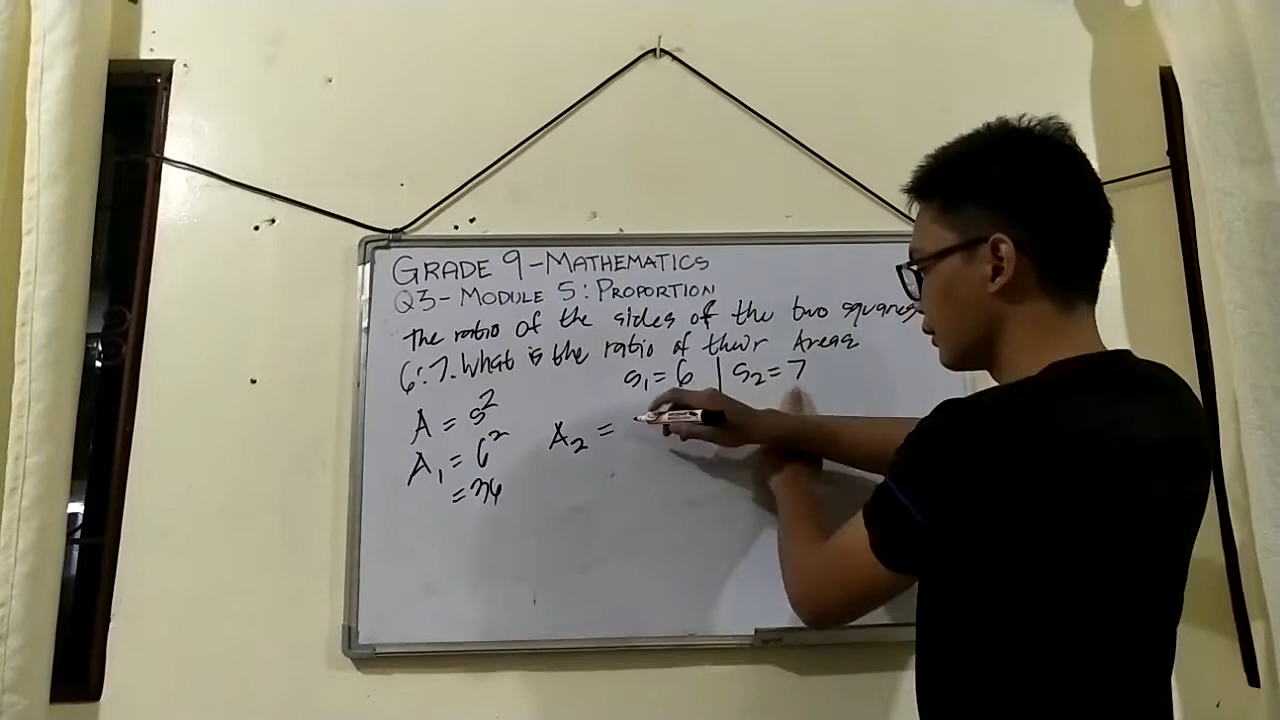 GRADE 9-MATHEMATICS
Q3-MODULE 5: PROPORTION
The ratio of the sides of the two squares
6:7. What is the ratio of their Areas
S₁ = 6 | S₂ = 7
A = s²
A₁ = 6² A₂ =
= 36